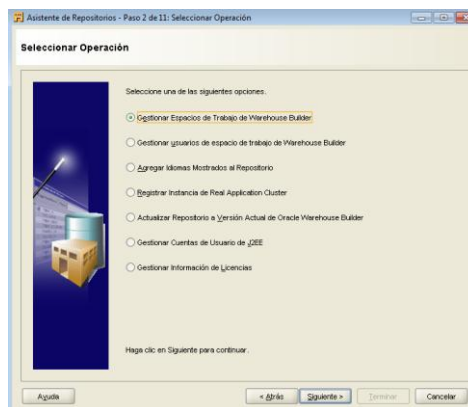 Asistente de Repositorios - Paso 2 de 11: Seleccionar Operación
Seleccionar Operación
Seleccione una de las siguientes opciones.
Gestionar Espacios de Trabajo de Warehouse Builder
Gestionar usuarios de espacio de trabajo de Warehouse Builder
Agregar Idiomas Mostrados al Repositorio
Registrar Instancia de Real Application Cluster
Actualizar Repositorio a Versión Actual de Oracle Warehouse Builder
Gestionar Cuentas de Usuario de J2EE
Gestionar Información de Licencias
Haga clic en Siguiente para continuar.
Ayuda
< Atrás
Siguiente >
Terminar
Cancelar